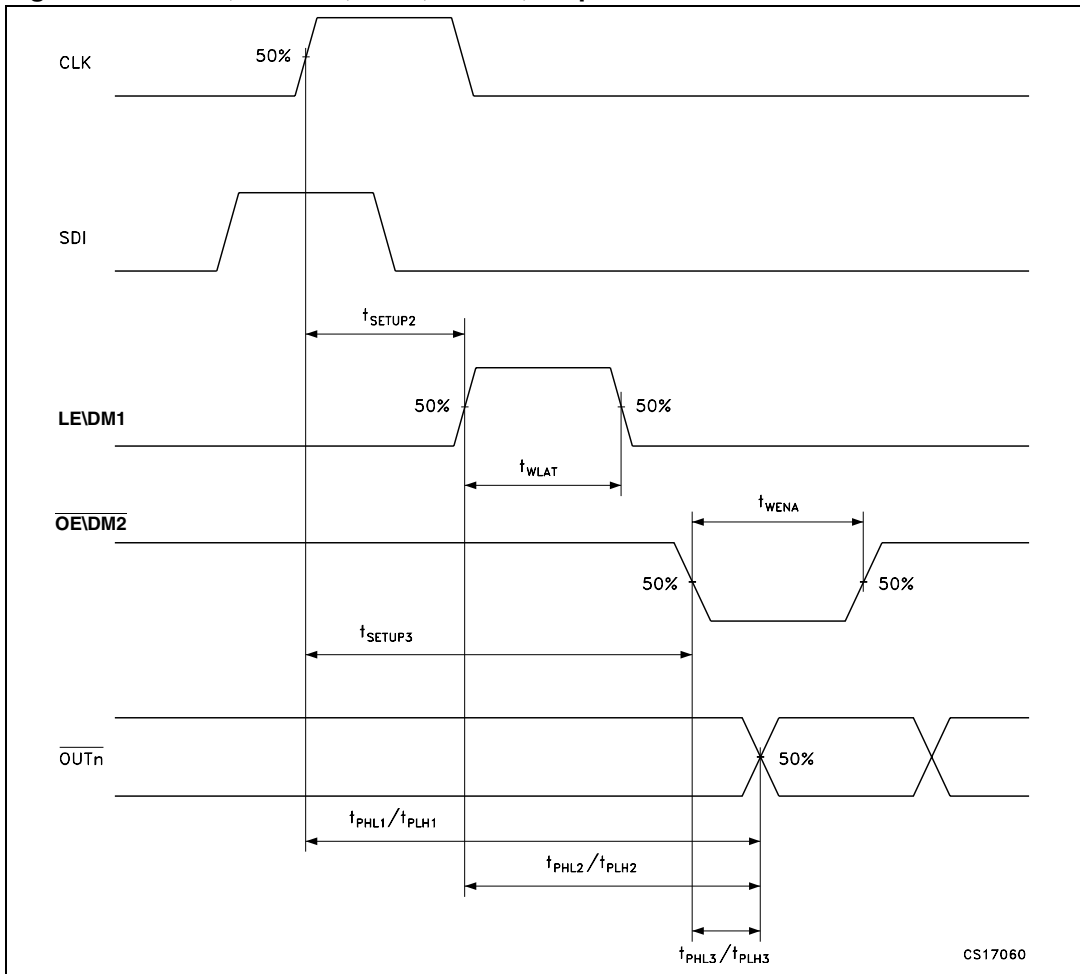 50%
CLK
SDI
tSETUP2
50%
50%
LE\DM1
tWLAT
tWENA
OE\DM2
50%
50%
tSETUP3
OUTn
50%
tPHL1/tPLH1
tPHL2/tPLH2
tPHL3/tPLH3
CS17060